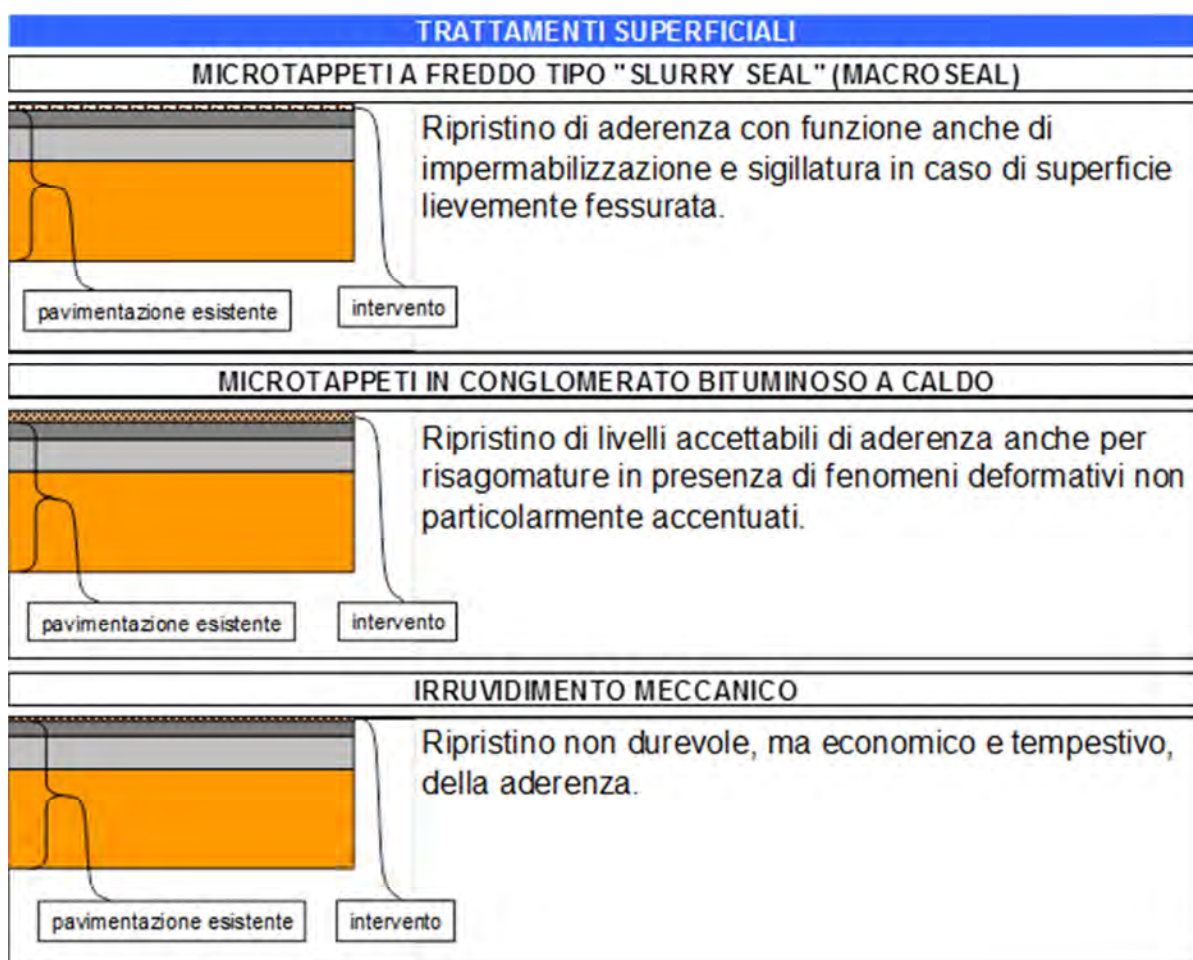 TRATTAMENTI SUPERFICIALI
MICROTAPPETI A FREDDO TIPO "SLURRY SEAL" (MACROSEAL)
Ripristino di aderenza con funzione anche di
impermabilizzazione e sigillatura in caso di superficie
lievemente fessurata.
pavimentazione esistente
intervento
MICROTAPPETI IN CONGLOMERATO BITUMINOSO A CALDO
Ripristino di livelli accettabili di aderenza anche per
risagomature in presenza di fenomeni deformativi non
particolarmente accentuati.
pavimentazione esistente
intervento
IRRUVIDIMENTO MECCANICO
Ripristino non durevole, ma economico e tempestivo,
della aderenza.
pavimentazione esistente
intervento